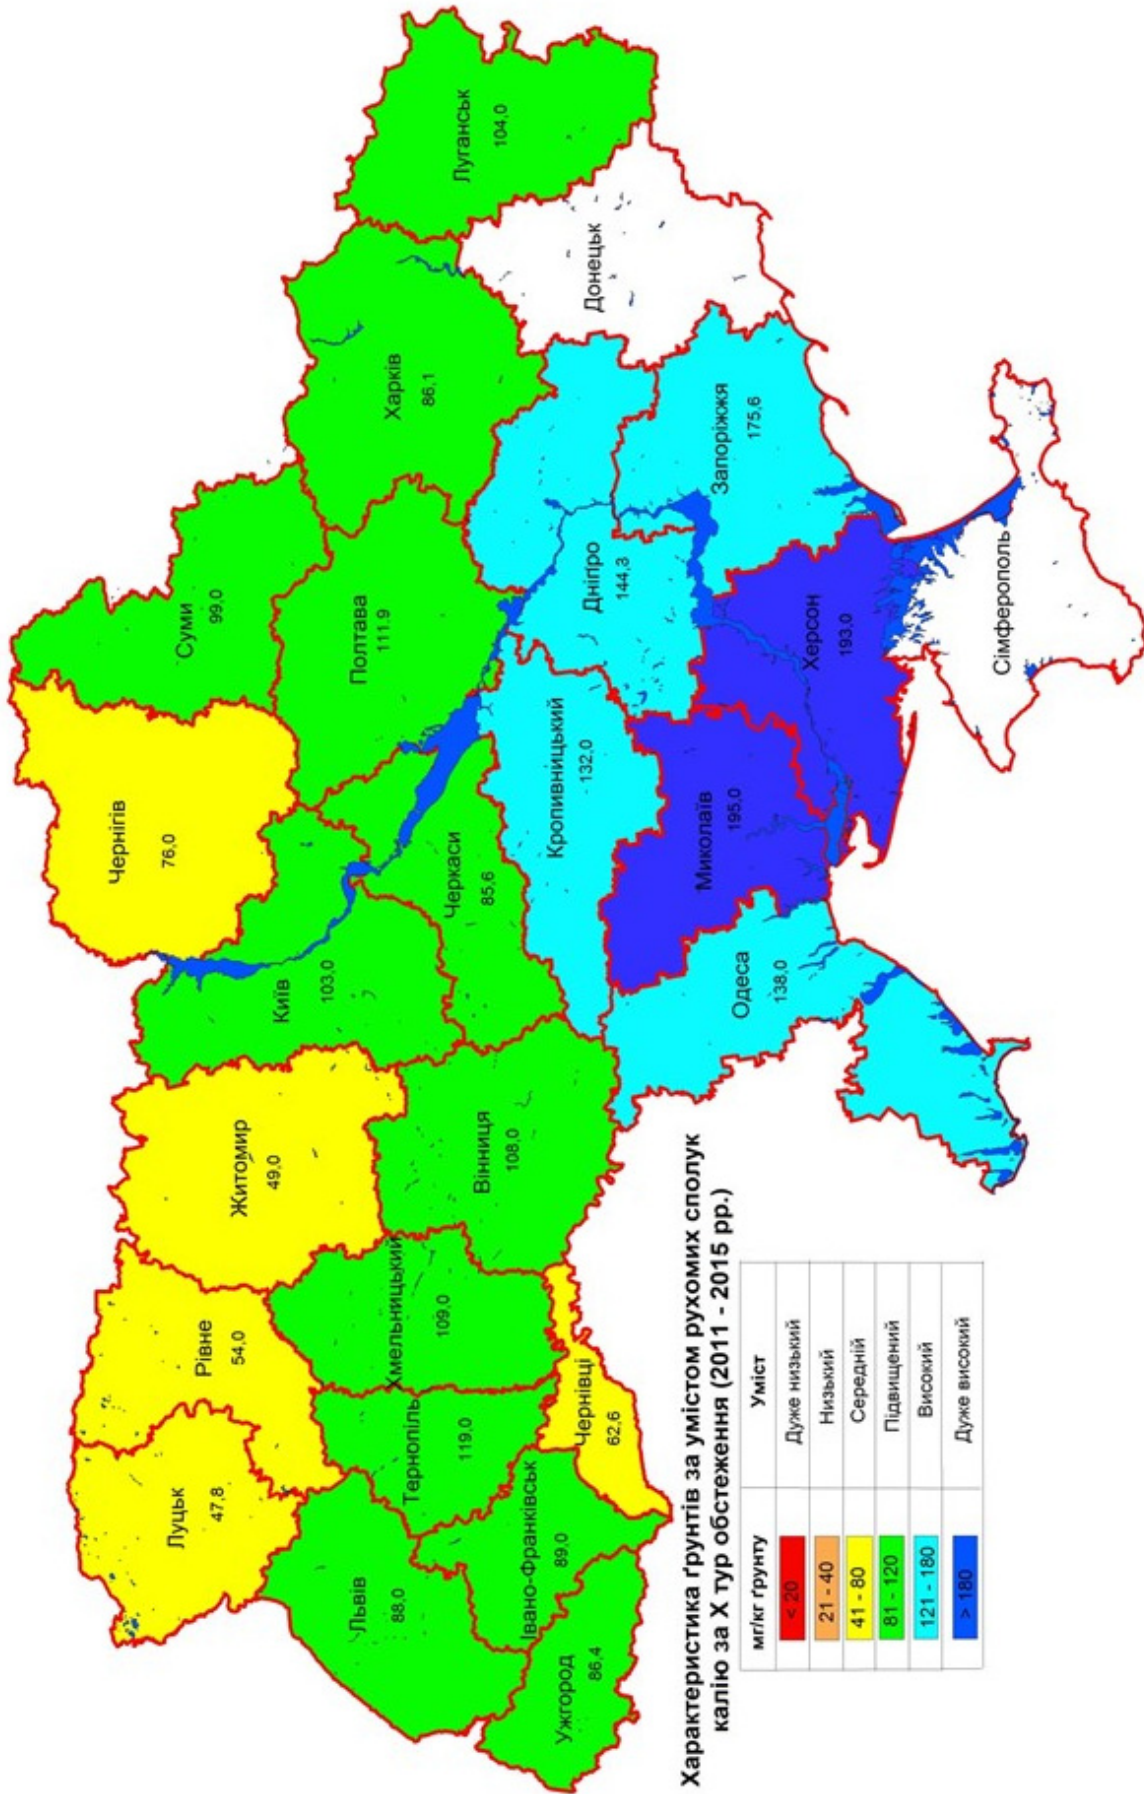 Луцьк
47,8
Рівне
54,0
Житомир
49,0
Чернігів
76,0
Суми
99,0
Київ
103,0
Полтава
111,9
Харків
86,1
Луганськ
104,0
Львів
88,0
Тернопіль
119,0
Хмельницький
109,0
Вінниця
108,0
Черкаси
85,6
Кропивницький
132,0
Дніпро
144,3
Донецьк
Запоріжжя
175,6
Ужгород
86,4
Івано-Франківськ
89,0
Чернівці
62,6
Одеса
138,0
Миколаїв
195,0
Херсон
193,0
Сімферополь
Характеристика ґрунтів за умістом рухомих сполук
калію за X тур обстеження (2011 - 2015 рр.)
мг/кг ґрунту Уміст
< 20 Дуже низький
21 - 40 Низький
41 - 80 Середній
81 - 120 Підвищений
121 - 180 Високий
> 180 Дуже високий